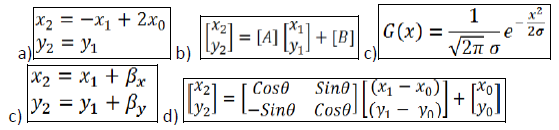 a) x₂ = −x₁ + 2x₀
y₂ = y₁
b) [x₂ y₂] = [A] [x₁ y₁] + [B]
c) G(x) = 1/(√2π σ) e^(− x²/2σ)
c) x₂ = x₁ + βₓ
y₂ = y₁ + βᵧ
d) [x₂ y₂] = [Cosθ Sinθ −Sinθ Cosθ] [(x₁ − x₀) (y₁ − y₀)] + [x₀ y₀]